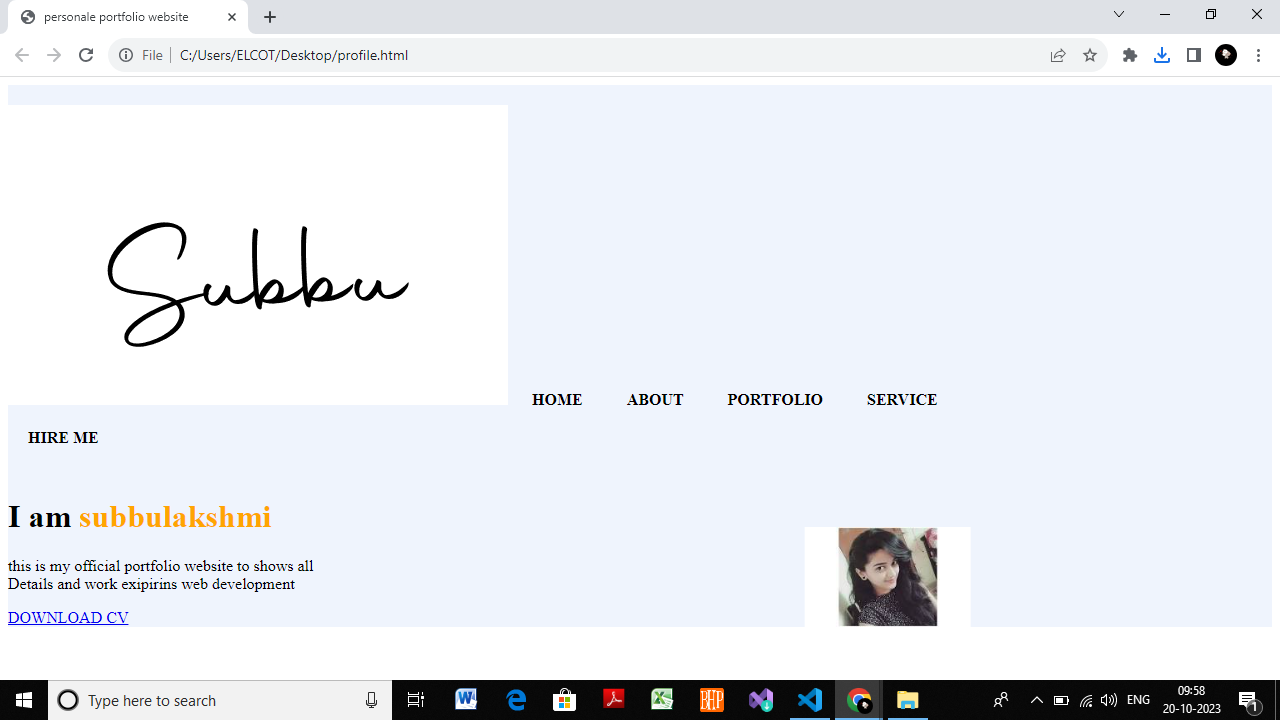 personale portfolio website
File
C:/Users/ELCOT/Desktop/profile.html
Subbu
HOME ABOUT PORTFOLIO SERVICE
HIRE ME
I am subbulakshmi
this is my official portfolio website to shows all
Details and work exipirins web development
DOWNLOAD CV
Type here to search
ENG
09:58
20-10-2023
1